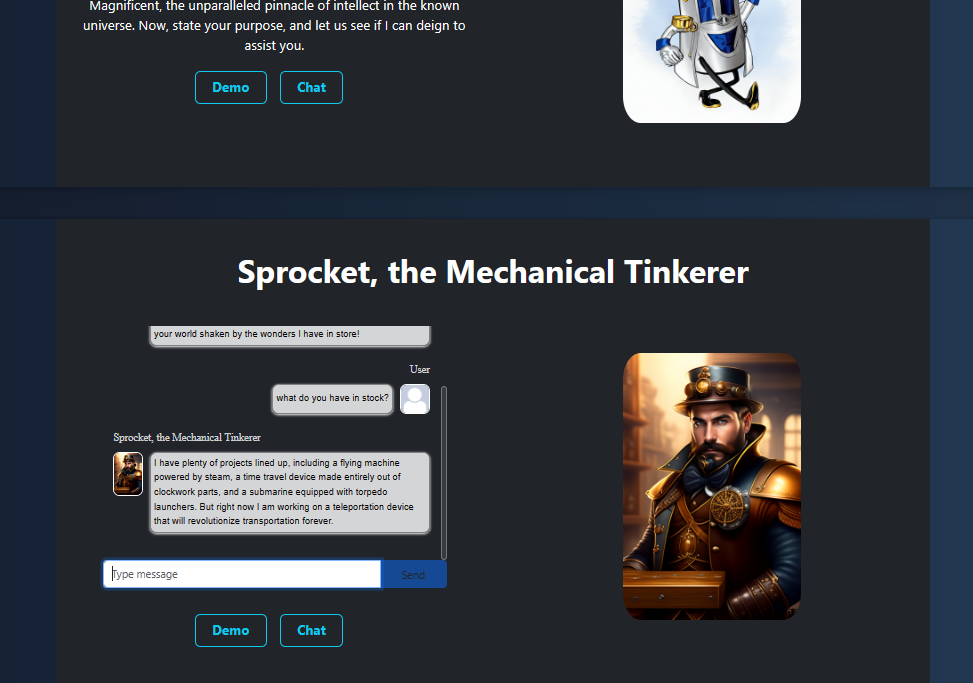 Magnificent, the unparalleled pinnacle of intellect in the known
universe. Now, state your purpose, and let us see if I can deign to
assist you.
Demo
Chat
Sprocket, the Mechanical Tinkerer
your world shaken by the wonders I have in store!
User
what do you have in stock?
Sprocket, the Mechanical Tinkerer
I have plenty of projects lined up, including a flying machine
powered by steam, a time travel device made entirely out of
clockwork parts, and a submarine equipped with torpedo
launchers. But right now I am working on a teleportation device
that will revolutionize transportation forever.
Type message
Send
Demo
Chat